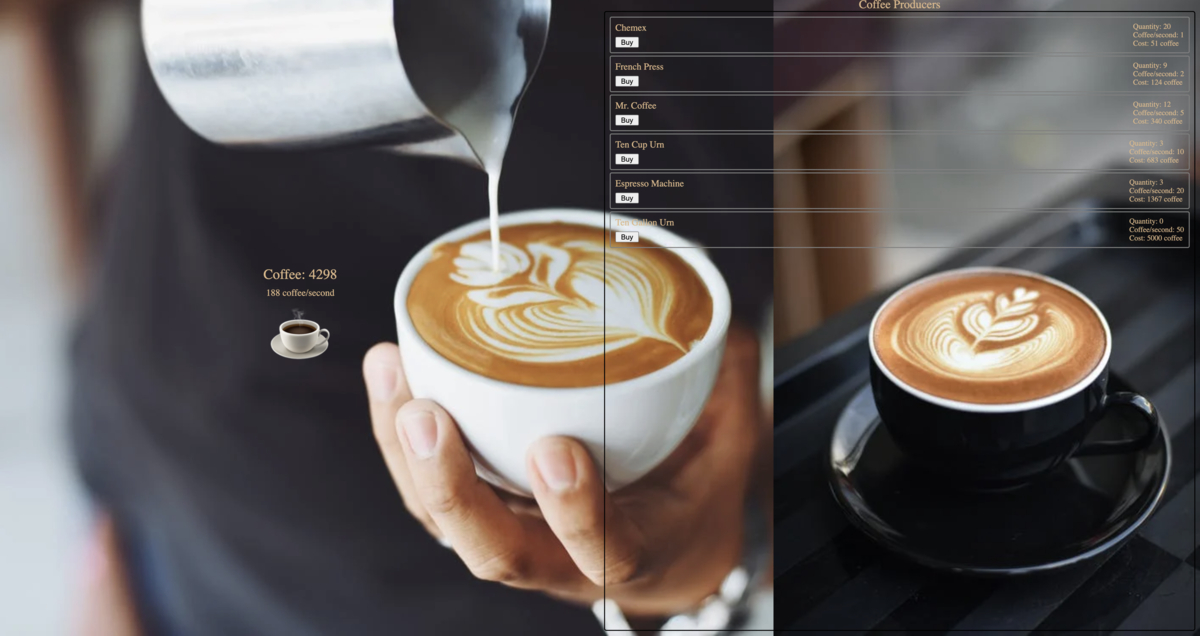 Coffee Producers
Coffee: 4298
188 coffee/second
Chemex
Buy
Quantity: 20
Coffee/second: 1
Cost: 51 coffee
French Press
Buy
Quantity: 9
Coffee/second: 2
Cost: 124 coffee
Mr. Coffee
Buy
Quantity: 12
Coffee/second: 5
Cost: 340 coffee
Ten Cup Urn
Buy
Quantity: 5
Coffee/second: 10
Cost: 683 coffee
Espresso Machine
Buy
Quantity: 3
Coffee/second: 20
Cost: 1367 coffee
Ten Gallon Urn
Buy
Quantity: 0
Coffee/second: 50
Cost: 5000 coffee